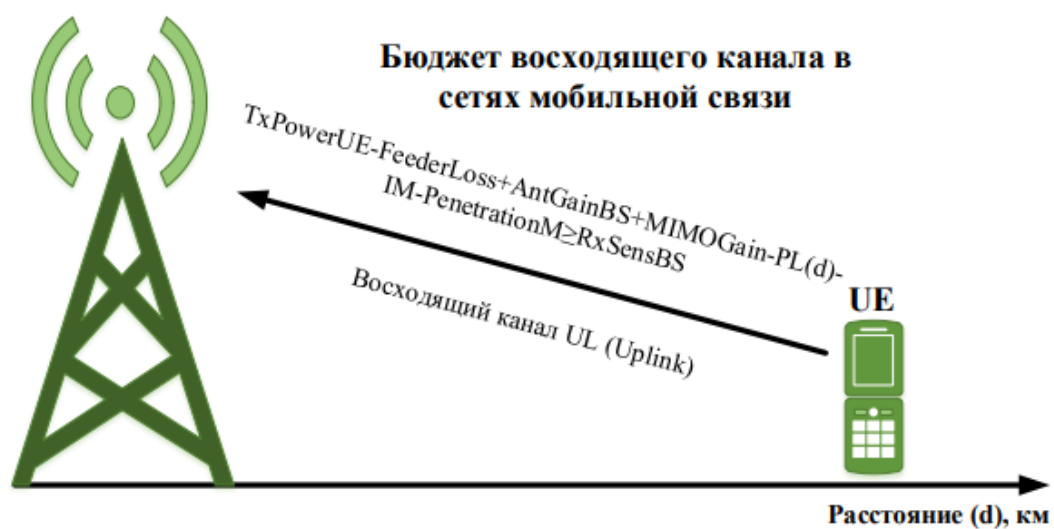 Бюджет восходящего канала в
сетях мобильной связи
TxPowerUE-FeederLoss+AntGainBS+MIMOGain-PL(d)-
IM-PenetrationM≥RxSensBS
Восходящий канал UL (Uplink)
UE
Расстояние (d), км